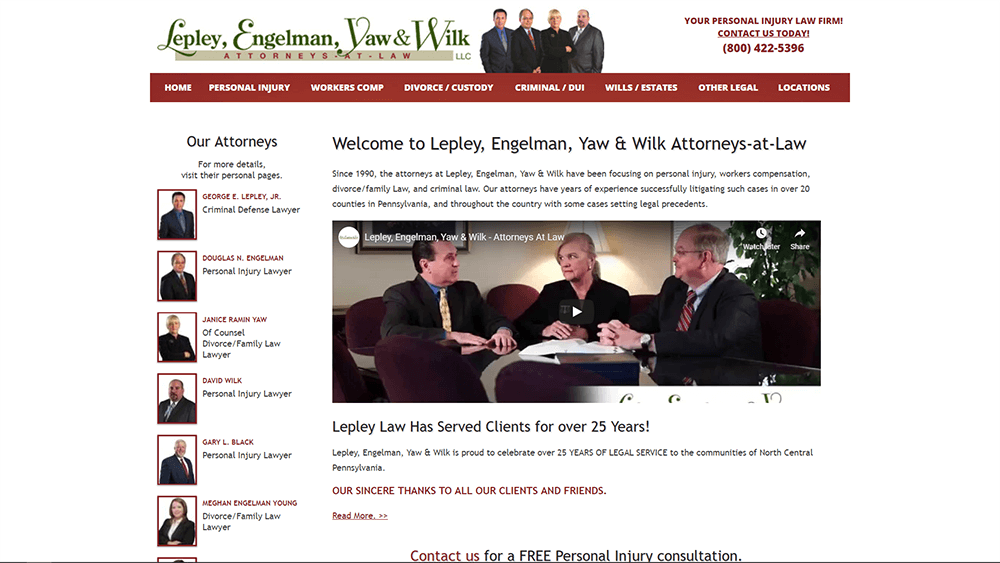 Lepley, Engelman, Yaw & Wilk LLC
ATTORNEYS-AT-LAW
YOUR PERSONAL INJURY LAW FIRM!
CONTACT US TODAY!
(800) 422-5396
HOME PERSONAL INJURY WORKERS COMP DIVORCE / CUSTODY CRIMINAL / DUI WILLS / ESTATES OTHER LEGAL LOCATIONS
Our Attorneys
For more details,
visit their personal pages.
GEORGE E. LEPLEY, JR.
Criminal Defense Lawyer
DOUGLAS N. ENGELMAN
Personal Injury Lawyer
JANICE RAMIN YAW
Of Counsel
Divorce/Family Law
Lawyer
DAVID WILK
Personal Injury Lawyer
GARY L. BLACK
Personal Injury Lawyer
MEGHAN ENGELMAN YOUNG
Divorce/Family Law
Lawyer
Welcome to Lepley, Engelman, Yaw & Wilk Attorneys-at-Law
Since 1990, the attorneys at Lepley, Engelman, Yaw & Wilk have been focusing on personal injury, workers compensation,
divorce/family Law, and criminal law. Our attorneys have years of experience successfully litigating such cases in over 20
counties in Pennsylvania, and throughout the country with some cases setting legal precedents.
Lepley, Engelman, Yaw & Wilk - Attorneys At Law
Watch later Share
Lepley Law Has Served Clients for over 25 Years!
Lepley, Engelman, Yaw & Wilk is proud to celebrate over 25 YEARS OF LEGAL SERVICE to the communities of North Central
Pennsylvania.
OUR SINCERE THANKS TO ALL OUR CLIENTS AND FRIENDS.
Read More. >>
Contact us for a FREE Personal Injury consultation.